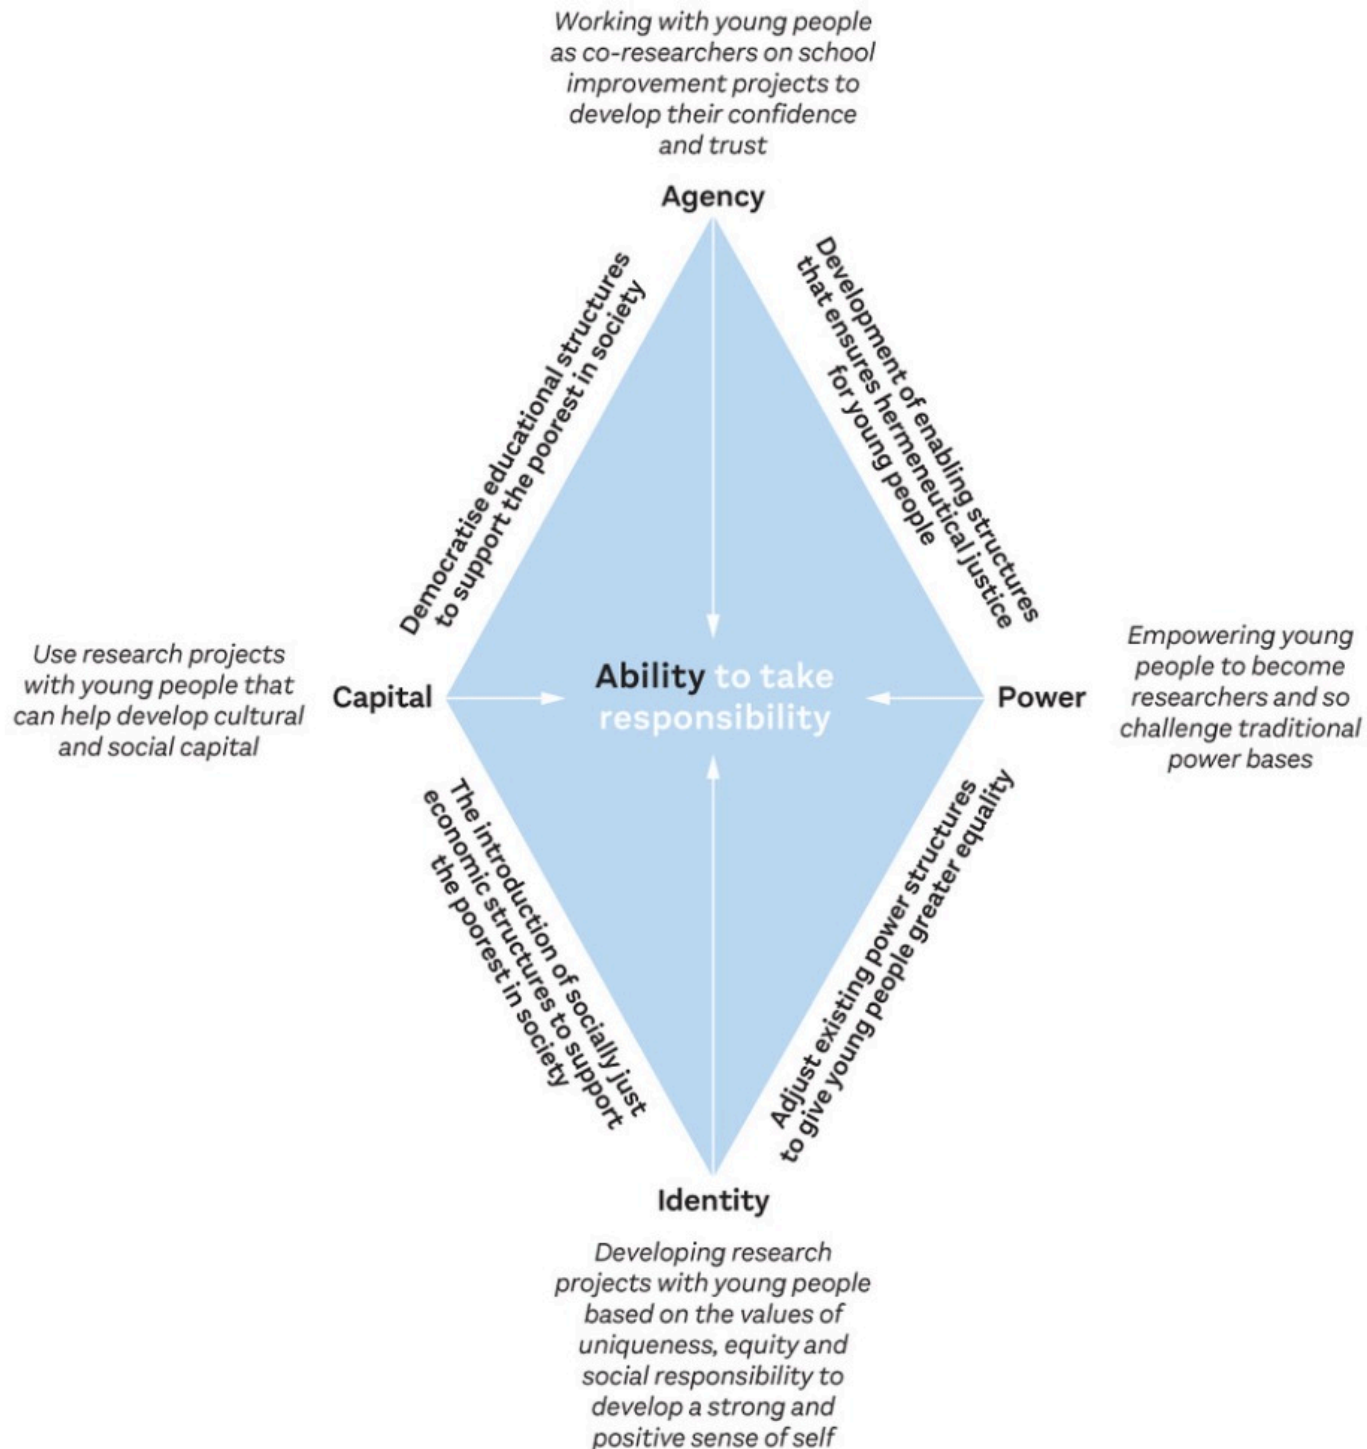 Working with young people
as co-researchers on school
improvement projects to
develop their confidence
and trust
Agency
Democratise educational structures
to support the poorest in society
Development of enabling structures
that ensures hermeneutical justice
for young people
Use research projects
with young people that
can help develop cultural
and social capital
Capital
Ability to take
responsibility
Power
Empowering young
people to become
researchers and so
challenge traditional
power bases
The introduction of socially just
economic structures to support
the poorest in society
Adjust existing power structures
to give young people greater equality
Identity
Developing research
projects with young people
based on the values of
uniqueness, equity and
social responsibility to
develop a strong and
positive sense of self